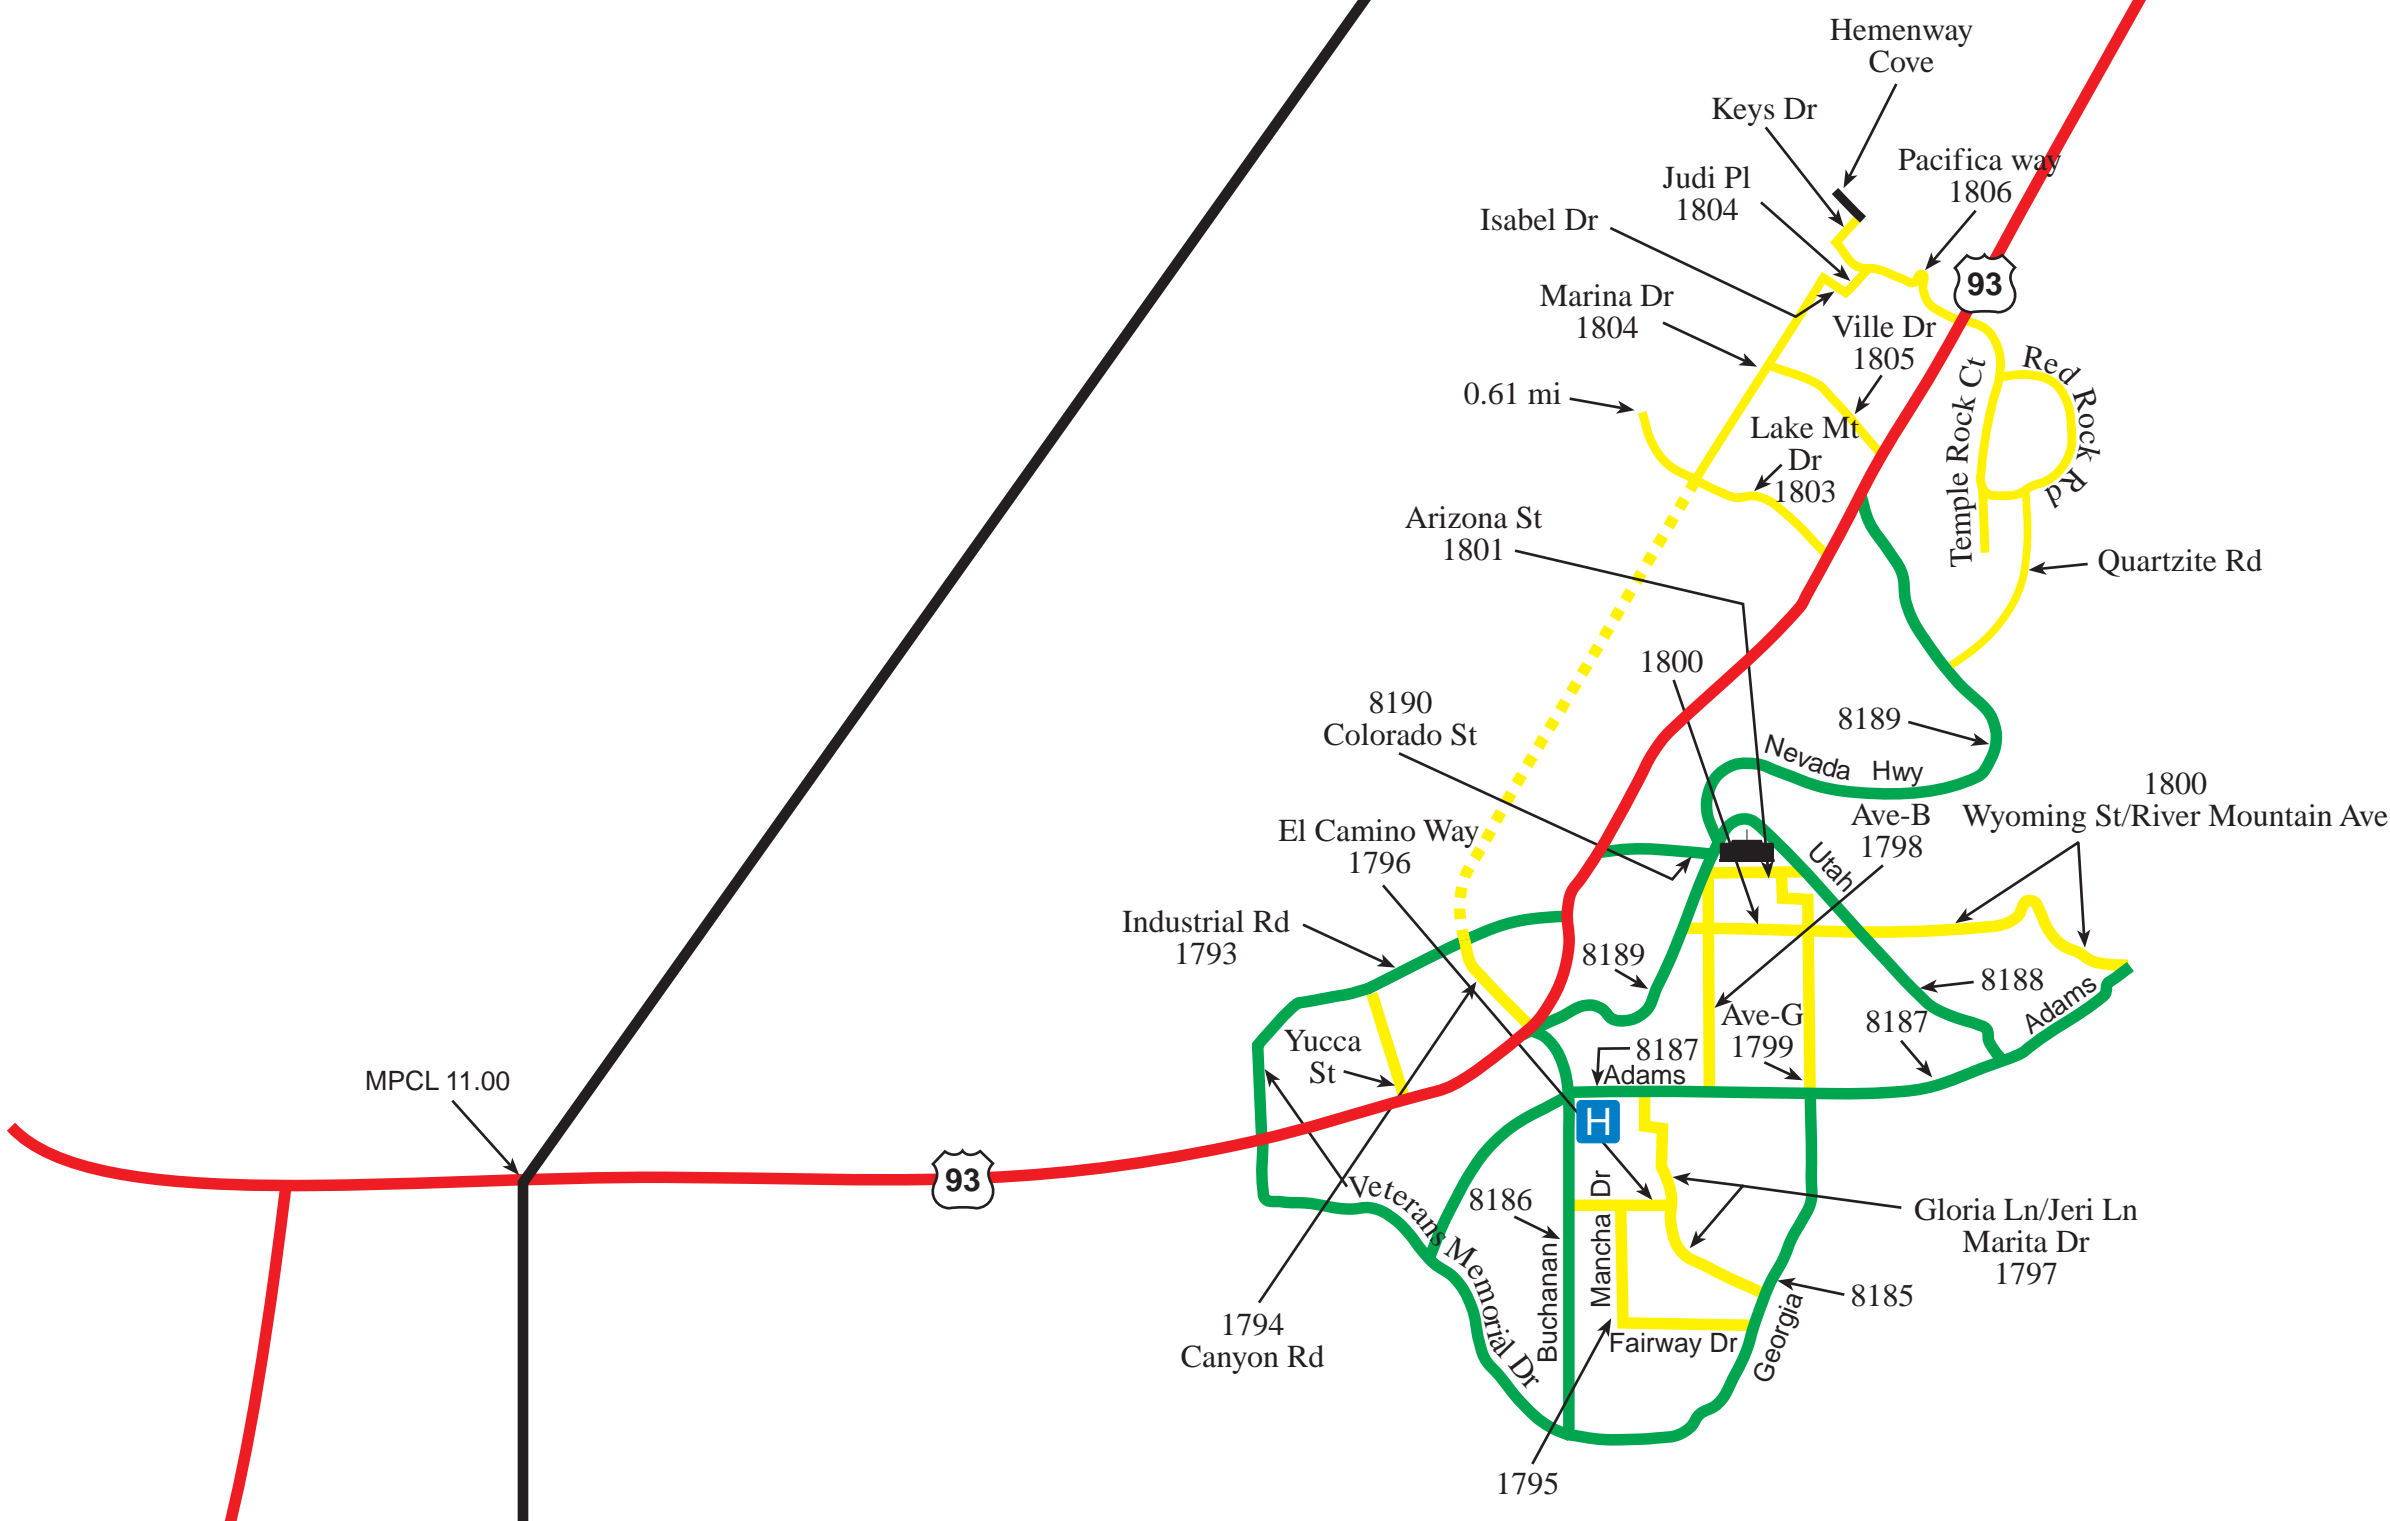 Hemenway
Cove
Keys Dr
Pacifica way
1806
Judi Pl
1804
Isabel Dr
93
Marina Dr
1804
Ville Dr
1805
Red Rock Rd
Temple Rock Ct
0.61 mi
Lake Mt
Dr
1803
Arizona St
1801
Quartzite Rd
1800
8190
Colorado St
8189
Nevada Hwy
1800
Wyoming St/River Mountain Ave
Ave-B
1798
El Camino Way
1796
Utah
Industrial Rd
1793
8189
8188
Adams
Ave-G
1799
8187
Yucca
St
8187
Adams
MPCL 11.00
H
93
Veterans Memorial Dr
8186
Mancha Dr
Gloria Ln/Jeri Ln
Marita Dr
1797
Buchanan
8185
Georgia
1794
Canyon Rd
Fairway Dr
1795